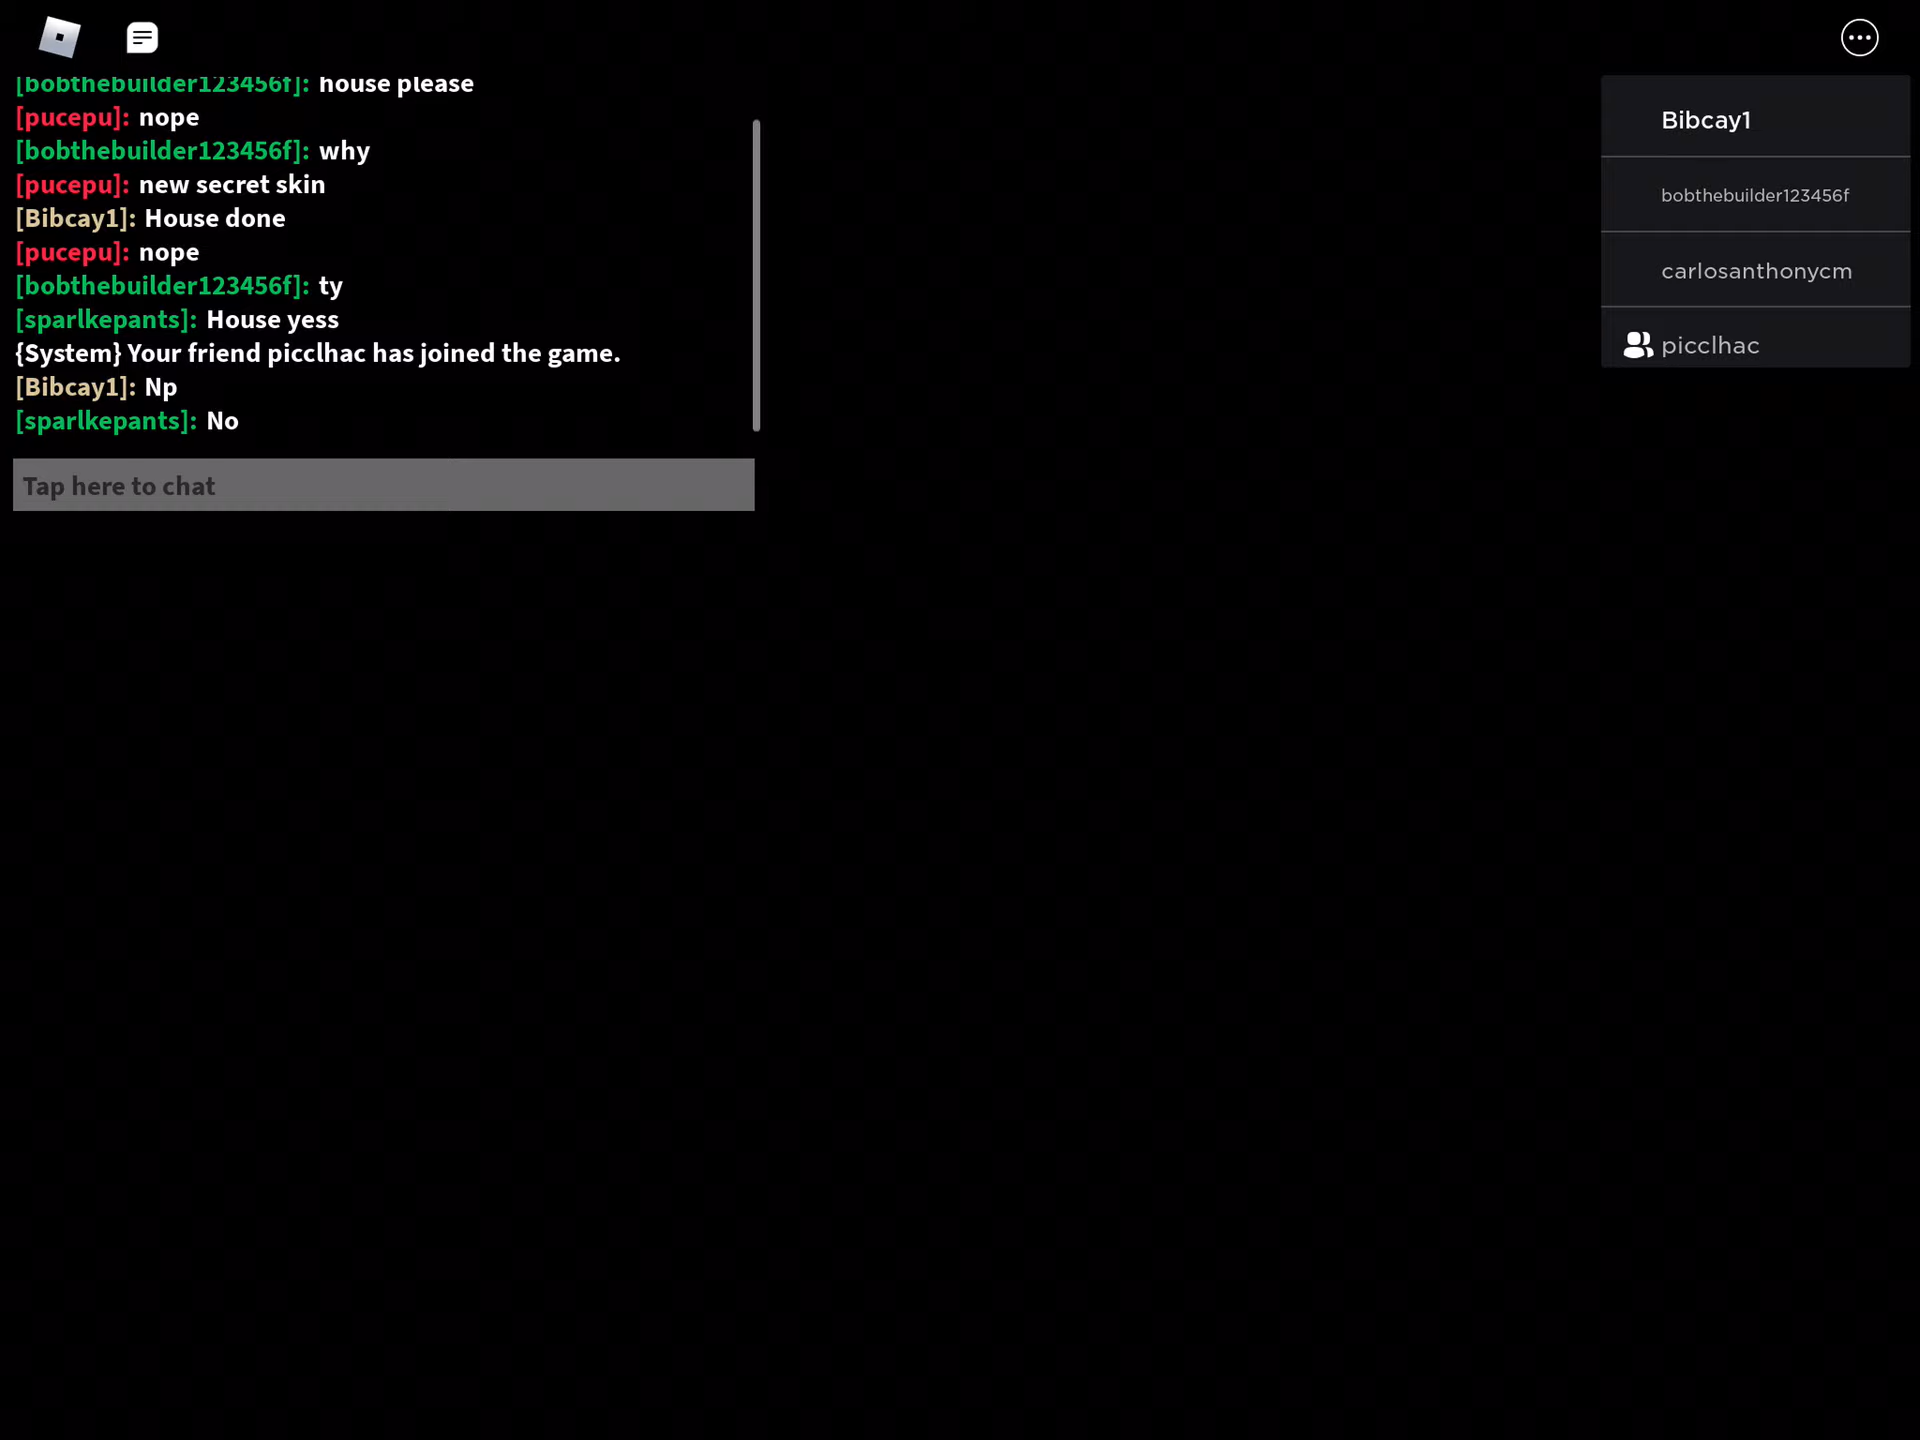 [bobthebuilder123456f]: house please
[pucepu]: nope
[bobthebuilder123456f]: why
[pucepu]: new secret skin
[Bibcay1]: House done
[pucepu]: nope
[bobthebuilder123456f]: ty
[sparlkepants]: House yess
{System} Your friend picclhac has joined the game.
[Bibcay1]: Np
[sparlkepants]: No
Tap here to chat
Bibcay1
bobthebuilder123456f
carlosanthonycm
picclhac